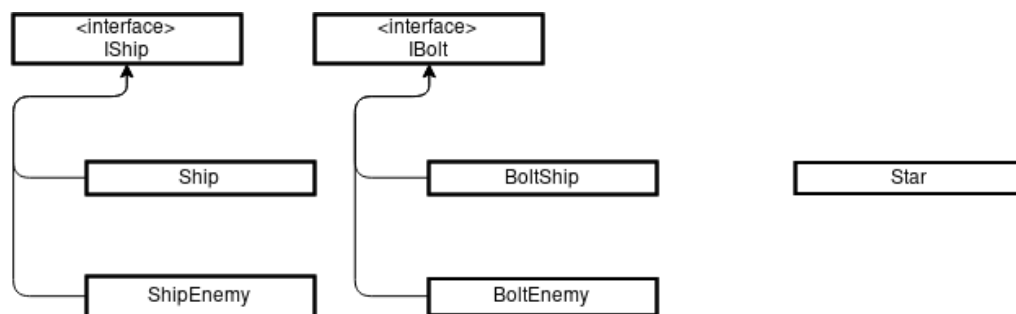 <interface>
IShip
<interface>
IBolt
Ship
BoltShip
Star
ShipEnemy
BoltEnemy